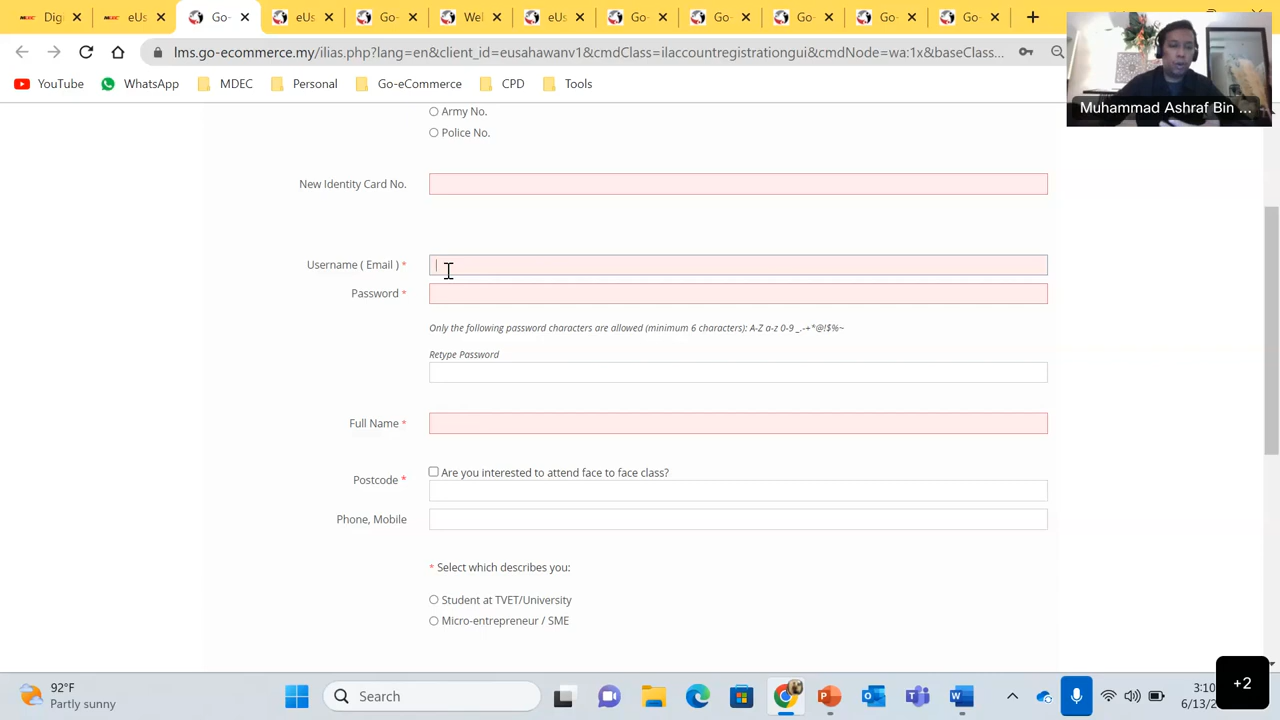 eUs
eUs
Go
Wel
eUs
Go
Go
Go
Go
Go
Go
lms.go-ecommerce.my/ilias.php?lang=en&client_id=eusahawanv1&cmdClass=ilaccountregistrationgui&cmdNode=wa:1x&baseClass...
YouTube
WhatsApp
MDEC
Personal
Go-eCommerce
CPD
Tools
Muhammad Ashraf Bin ...
Army No.
Police No.
New Identity Card No.
Username ( Email ) *
Password *
Only the following password characters are allowed (minimum 6 characters): A-Z a-z 0-9 _.-+*@!$%~
Retype Password
Full Name *
Are you interested to attend face to face class?
Postcode *
Phone, Mobile
* Select which describes you:
Student at TVET/University
Micro-entrepreneur / SME
+2
92°F
Partly sunny
Search
3:10
6/13/2